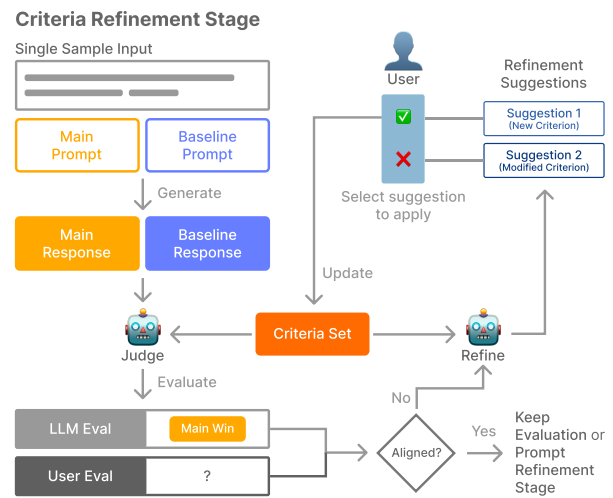 Criteria Refinement Stage
Single Sample Input
Main
Prompt
Baseline
Prompt
Generate
Main
Response
Baseline
Response
Judge
Evaluate
LLM Eval
Main Win
User Eval
?
User
Select suggestion
to apply
Refinement
Suggestions
Suggestion 1
(New Criterion)
Suggestion 2
(Modified Criterion)
Update
Criteria Set
Refine
No
Aligned?
Yes
Keep
Evaluation or
Prompt
Refinement
Stage